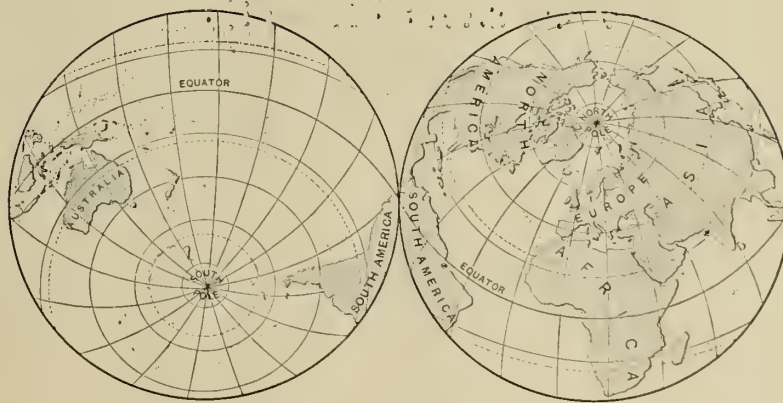 EQUATOR
AUSTRALIA
SOUTH POLE
SOUTH AMERICA
NORTH AMERICA
NORTH POLE
EUROPE
ASIA
AFRICA
SOUTH AMERICA
EQUATOR